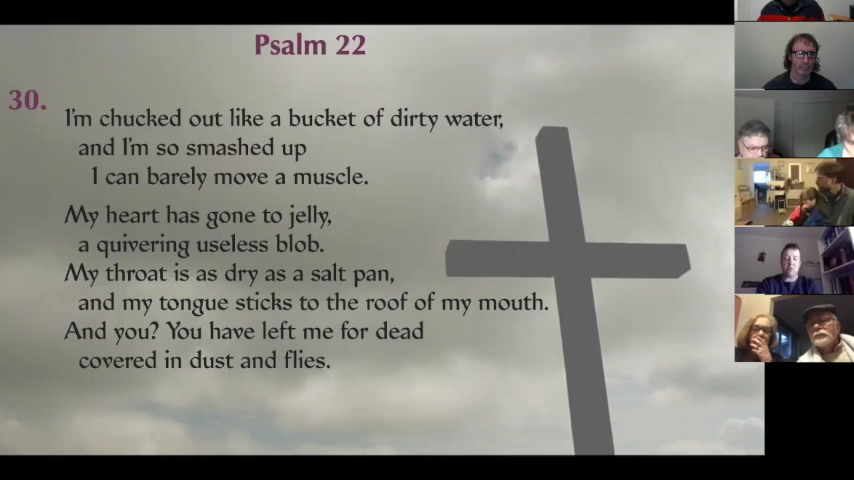 Psalm 22
30.
I'm chucked out like a bucket of dirty water,
and I'm so smashed up
I can barely move a muscle.
My heart has gone to jelly,
a quivering useless blob.
My throat is as dry as a salt pan,
and my tongue sticks to the roof of my mouth.
And you? You have left me for dead
covered in dust and flies.